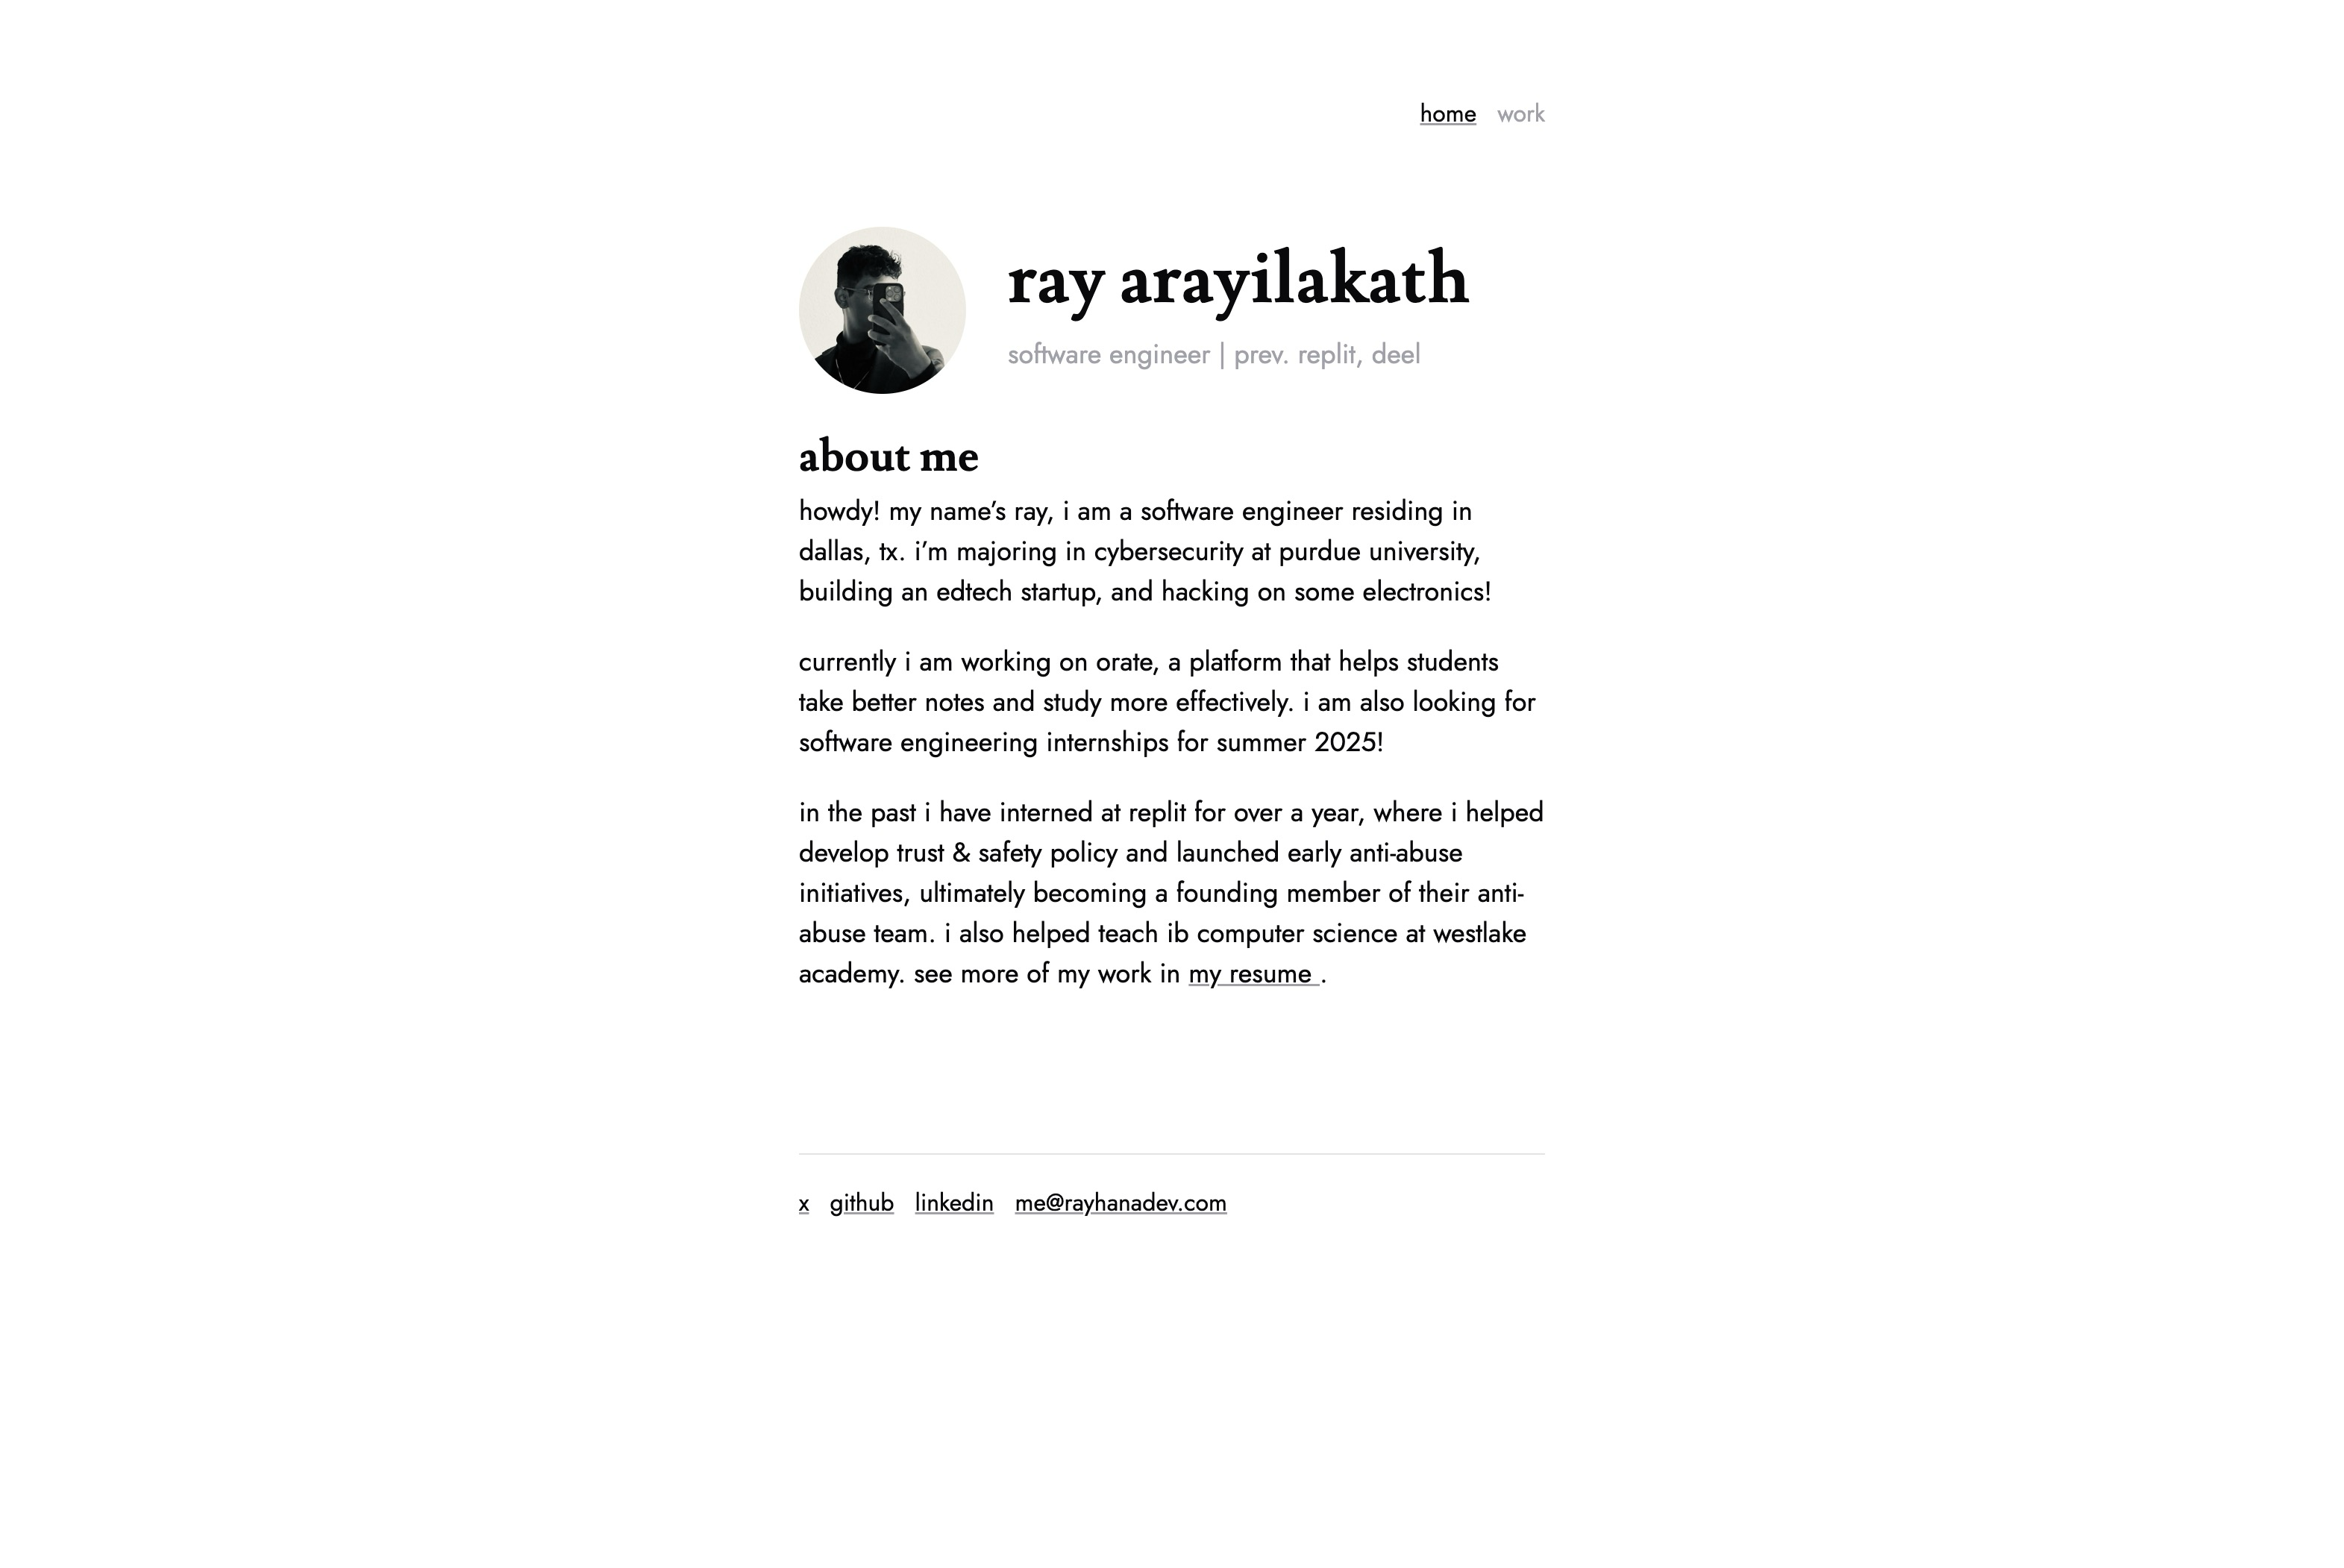 home work
ray arayilakath
software engineer | prev. replit, deel
about me
howdy! my name’s ray, i am a software engineer residing in
dallas, tx. i’m majoring in cybersecurity at purdue university,
building an edtech startup, and hacking on some electronics!
currently i am working on orate, a platform that helps students
take better notes and study more effectively. i am also looking for
software engineering internships for summer 2025!
in the past i have interned at replit for over a year, where i helped
develop trust & safety policy and launched early anti-abuse
initiatives, ultimately becoming a founding member of their anti-
abuse team. i also helped teach ib computer science at westlake
academy. see more of my work in my resume .
x github linkedin me@rayhanadev.com